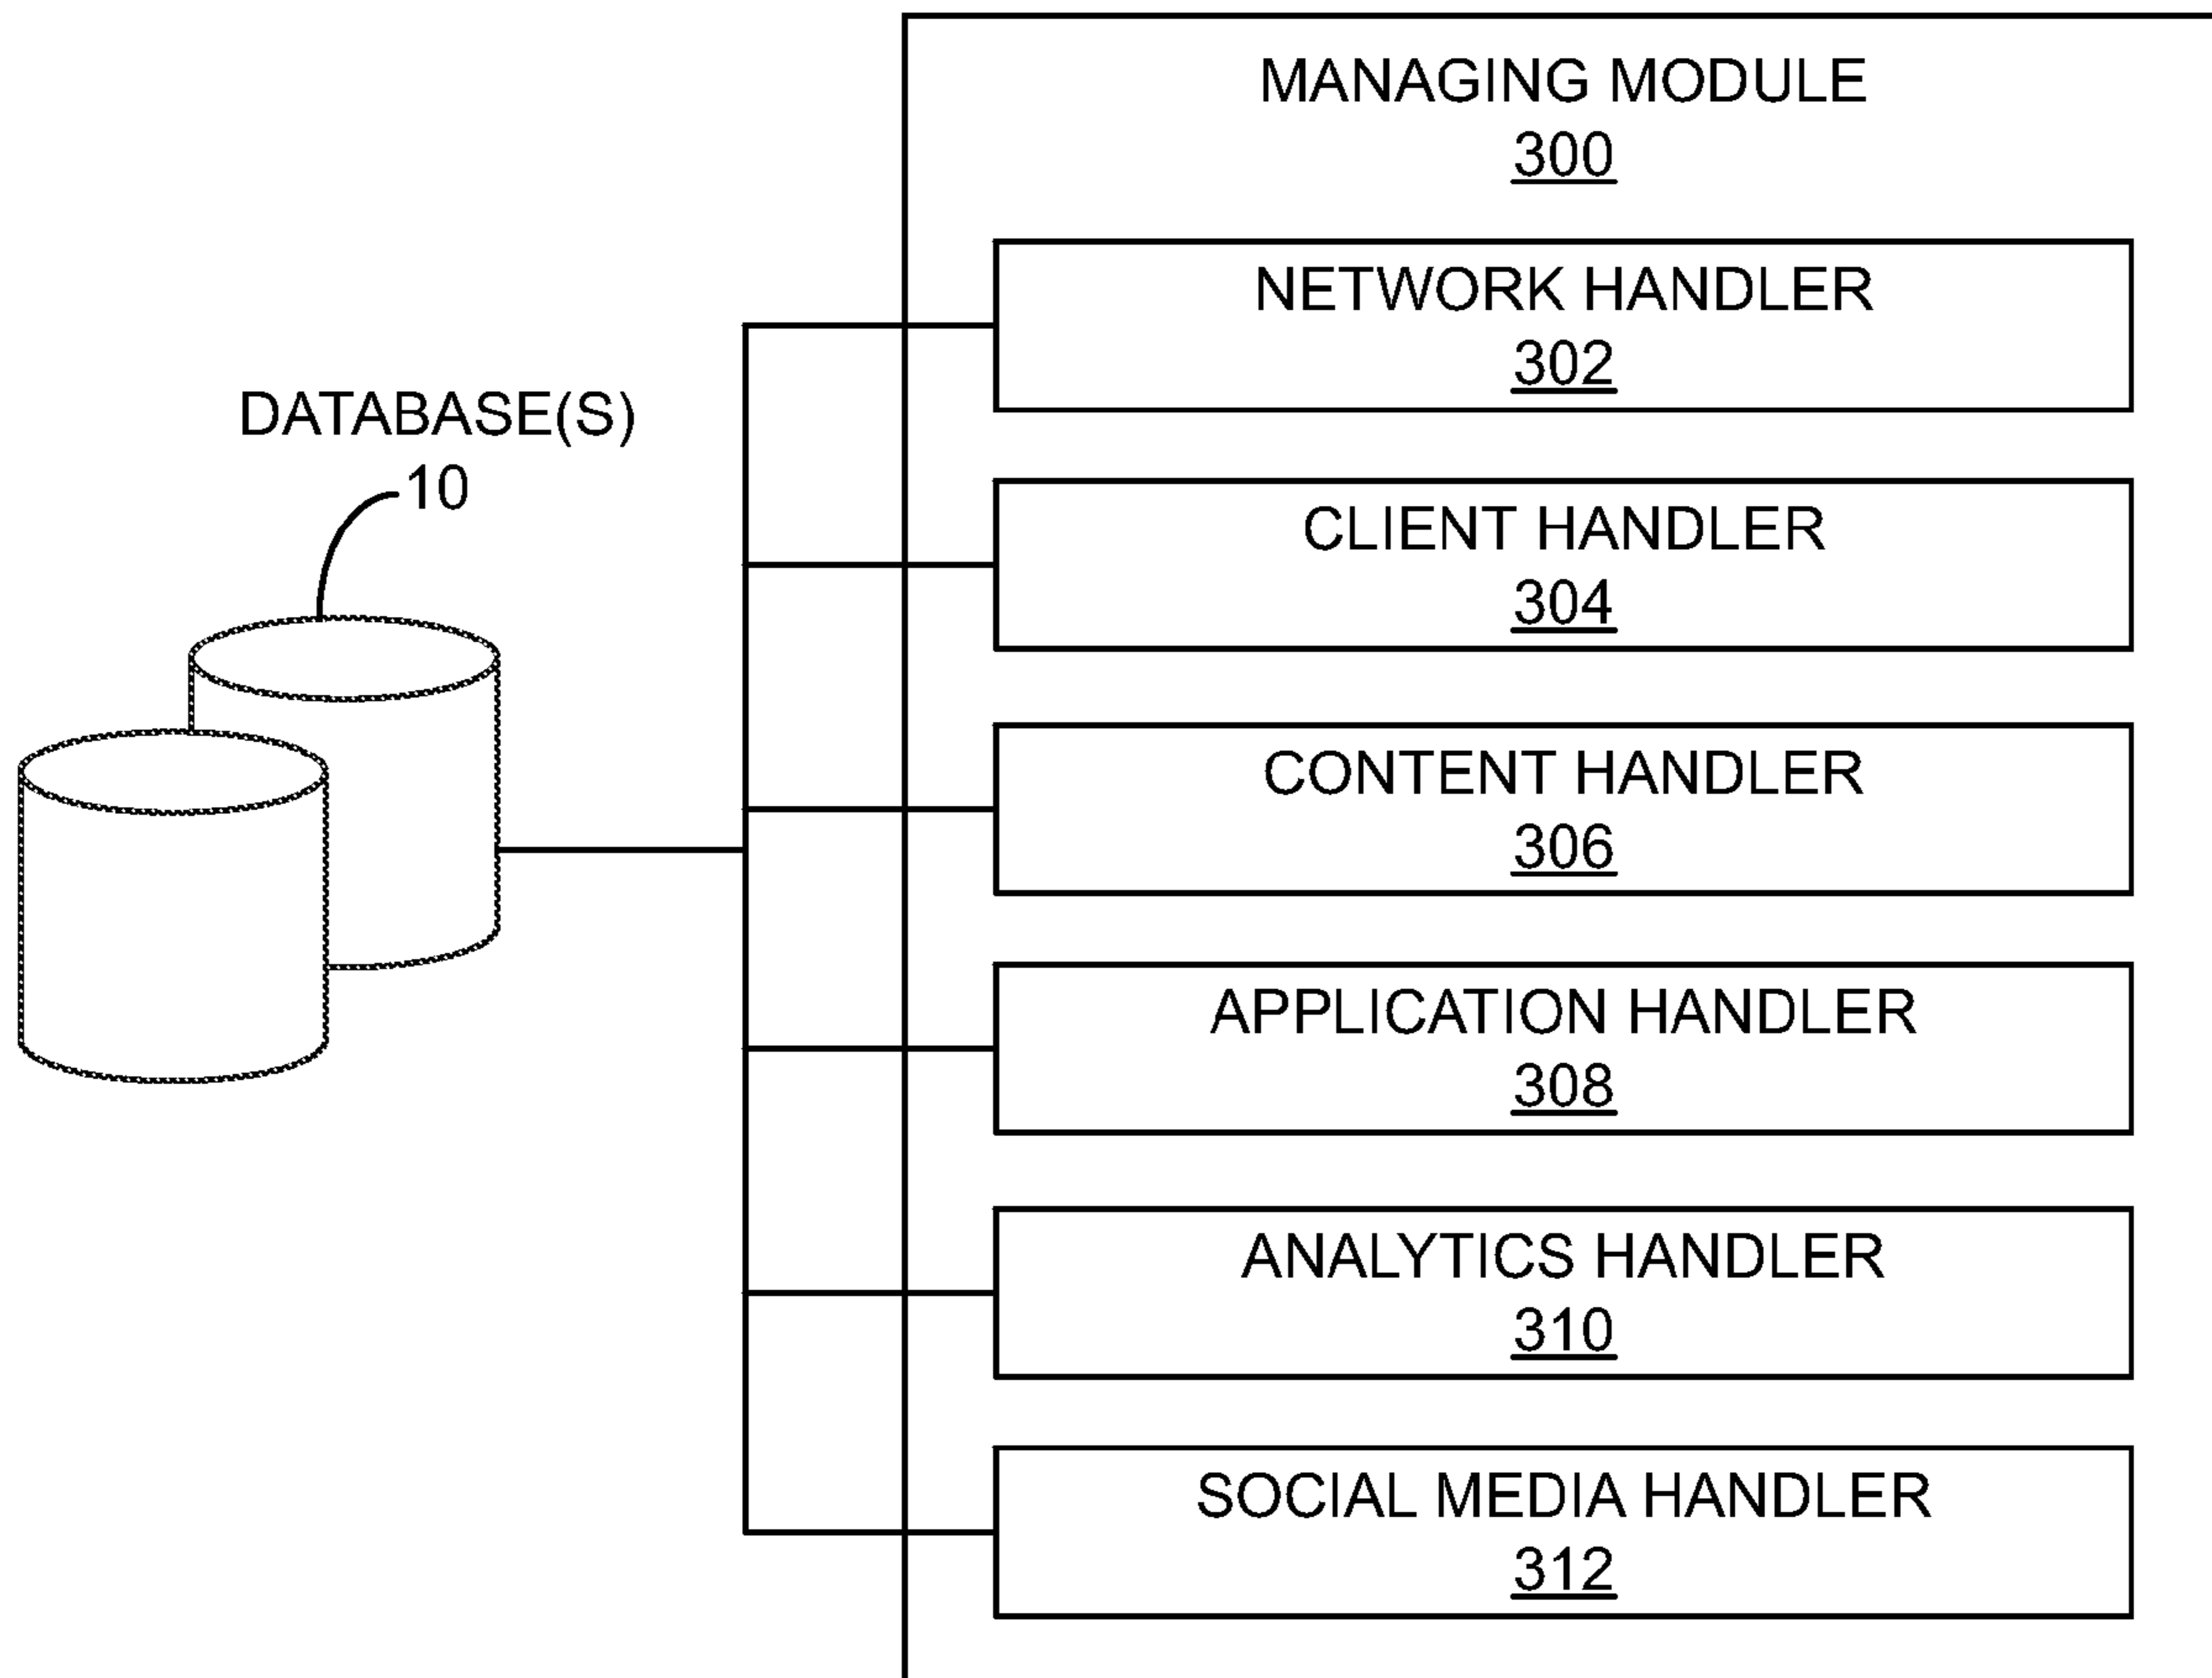 MANAGING MODULE
300
NETWORK HANDLER
302
DATABASE(S)
10
CLIENT HANDLER
304
CONTENT HANDLER
306
APPLICATION HANDLER
308
ANALYTICS HANDLER
310
SOCIAL MEDIA HANDLER
312